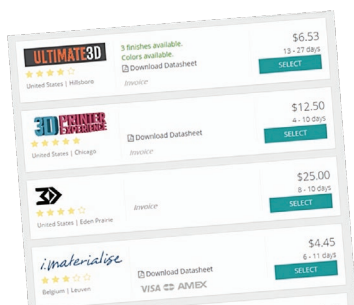 ULTIMATE3D
United States | Hillsboro
3 finishes available.
Colors available.
Download Datasheet
Invoice
$6.53
13 - 27 days
SELECT
3D PRINTER
EXPERIENCE
United States | Chicago
Download Datasheet
Invoice
$12.50
4 - 10 days
SELECT
United States | Eden Prairie
Invoice
$25.00
8 - 10 days
SELECT
i.materialise
Belgium | Leuven
Download Datasheet
VISA AMEX
$4.45
6 - 11 days
SELECT